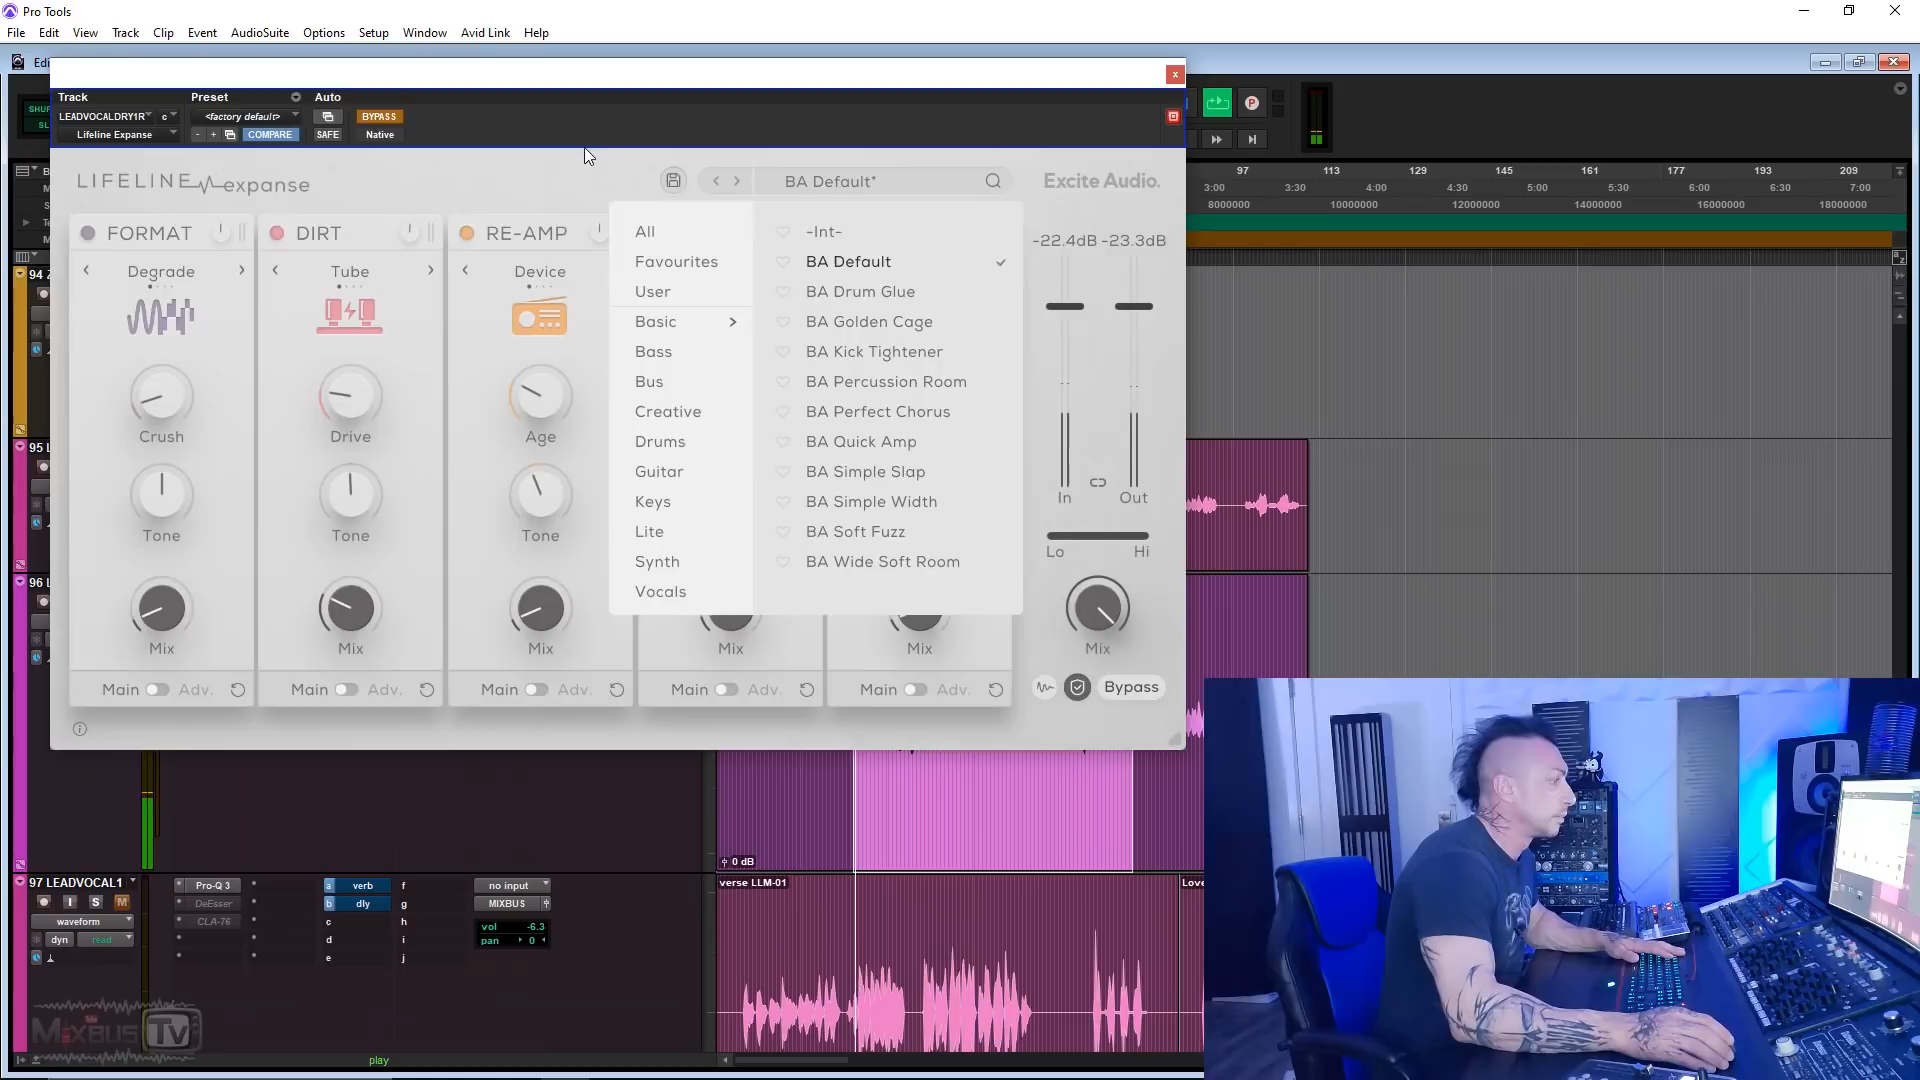 Pro Tools
File Edit View Track Clip Event AudioSuite Options Setup Window Avid Link Help
Track Preset Auto
LEADVOCALDRY1R c <factory default> BYPASS
Lifeline Expanse - + COMPARE SAFE Native
LIFELINE expanse
BA Default*
Excite Audio.
FORMAT DIRT RE-AMP
Degrade Tube Device
Crush Drive Age
Tone Tone Tone
Mix Mix Mix Mix Mix Mix
Main Adv. Main Adv. Main Adv. Main Adv. Main Adv.
All
Favourites
User
Basic
Bass
Bus
Creative
Drums
Guitar
Keys
Lite
Synth
Vocals
-Int-
BA Default
BA Drum Glue
BA Golden Cage
BA Kick Tightener
BA Percussion Room
BA Perfect Chorus
BA Quick Amp
BA Simple Slap
BA Simple Width
BA Soft Fuzz
BA Wide Soft Room
-22.4dB -23.3dB
In Out
Lo Hi
Bypass
P
97 113 129 145 161 177 193 209
3:00 3:30 4:00 4:30 5:00 5:30 6:00 6:30 7:00
8000000 10000000 12000000 14000000 16000000 18000000
94
95
96
0 dB
97 LEADVOCAL1
I S M
waveform
dyn read
Pro-Q 3
DeEsser
CLA-76
a verb f
b dly g
c h
d i
e j
no input
MIXBUS
vol -6.3
pan 0
verse LLM-01
MIXBUS TV
play